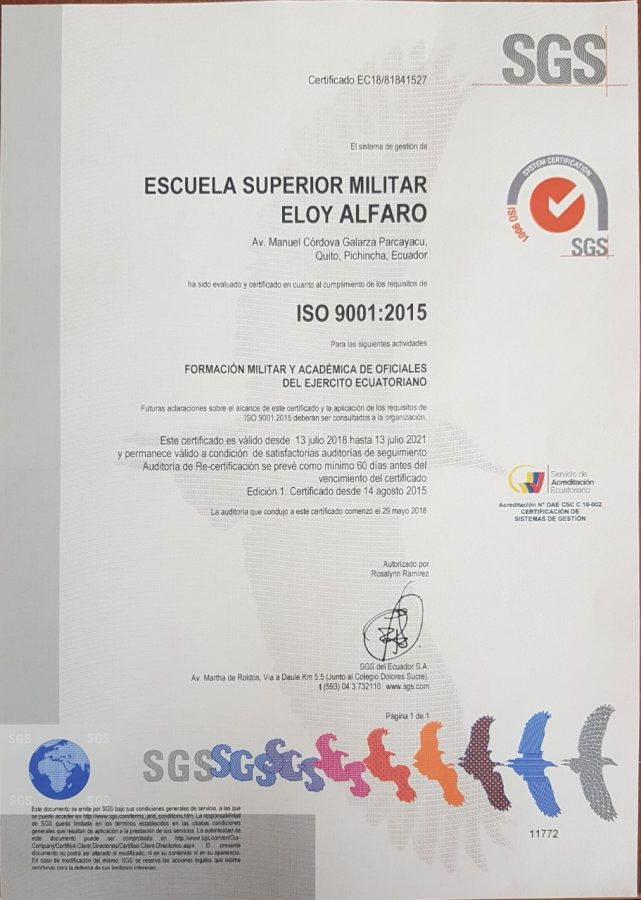 SGS
Certificado EC18/81841527
El sistema de gestión de
ESCUELA SUPERIOR MILITAR
ELOY ALFARO
Av. Manuel Córdova Galarza Parcayacu,
Quito, Pichincha, Ecuador
SYSTEM CERTIFICATION
ISO 9001
SGS
ha sido evaluado y certificado en cuanto al cumplimiento de los requisitos de
ISO 9001:2015
Para las siguientes actividades
FORMACIÓN MILITAR Y ACADÉMICA DE OFICIALES
DEL EJERCITO ECUATORIANO
Futuras aclaraciones sobre el alcance de este certificado y la aplicación de los requisitos de
ISO 9001:2015 deberan ser consultados a la organización.
Este certificado es válido desde 13 julio 2018 hasta 13 julio 2021
y permanece válido a condición de satisfactorias auditorías de seguimiento
Auditoria de Re-certificación se prevé como mínimo 60 días antes del
vencimiento del certificado
Edición 1. Certificado desde 14 agosto 2015
La auditoria que condujo a este certificado comenzó el 29 mayo 2018
Servicio de
Acreditación
Ecuatoriano
Acreditación N° OAE CSC C 10-002
CERTIFICACIÓN DE
SISTEMAS DE GESTIÓN
Autorizado por
Rosalynn Ramirez
SGS del Ecuador S.A.
Av. Martha de Roldós, Via a Daule Km 5.5 (Junto al Colegio Dolores Sucre)
t (593) 04 3 732110 www.sgs.com
Página 1 de 1
SGS SGS
SGS SGS
SGS SGS SGS SGS
11772
Este documento se emite por SGS bajo sus condiciones generales de servicio, a las que
se puede acceder en http://www.sgs.com/terms_and_conditions.htm. La responsabilidad
de SGS queda limitada en los términos establecidos en las citadas condiciones
generales que resultan de aplicación a la prestación de sus servicios. La autenticidad de
este documento puede ser comprobada en http://www.sgs.com/en/Our-
Company/Certified-Client-Directories/Certified-Client-Directories.aspx. El presente
documento no podrá ser alterado ni modificado, ni en su contenido ni en su apariencia.
En caso de modificación del mismo, SGS se reserva las acciones legales que estime
oportunas para la defensa de sus legítimos intereses.